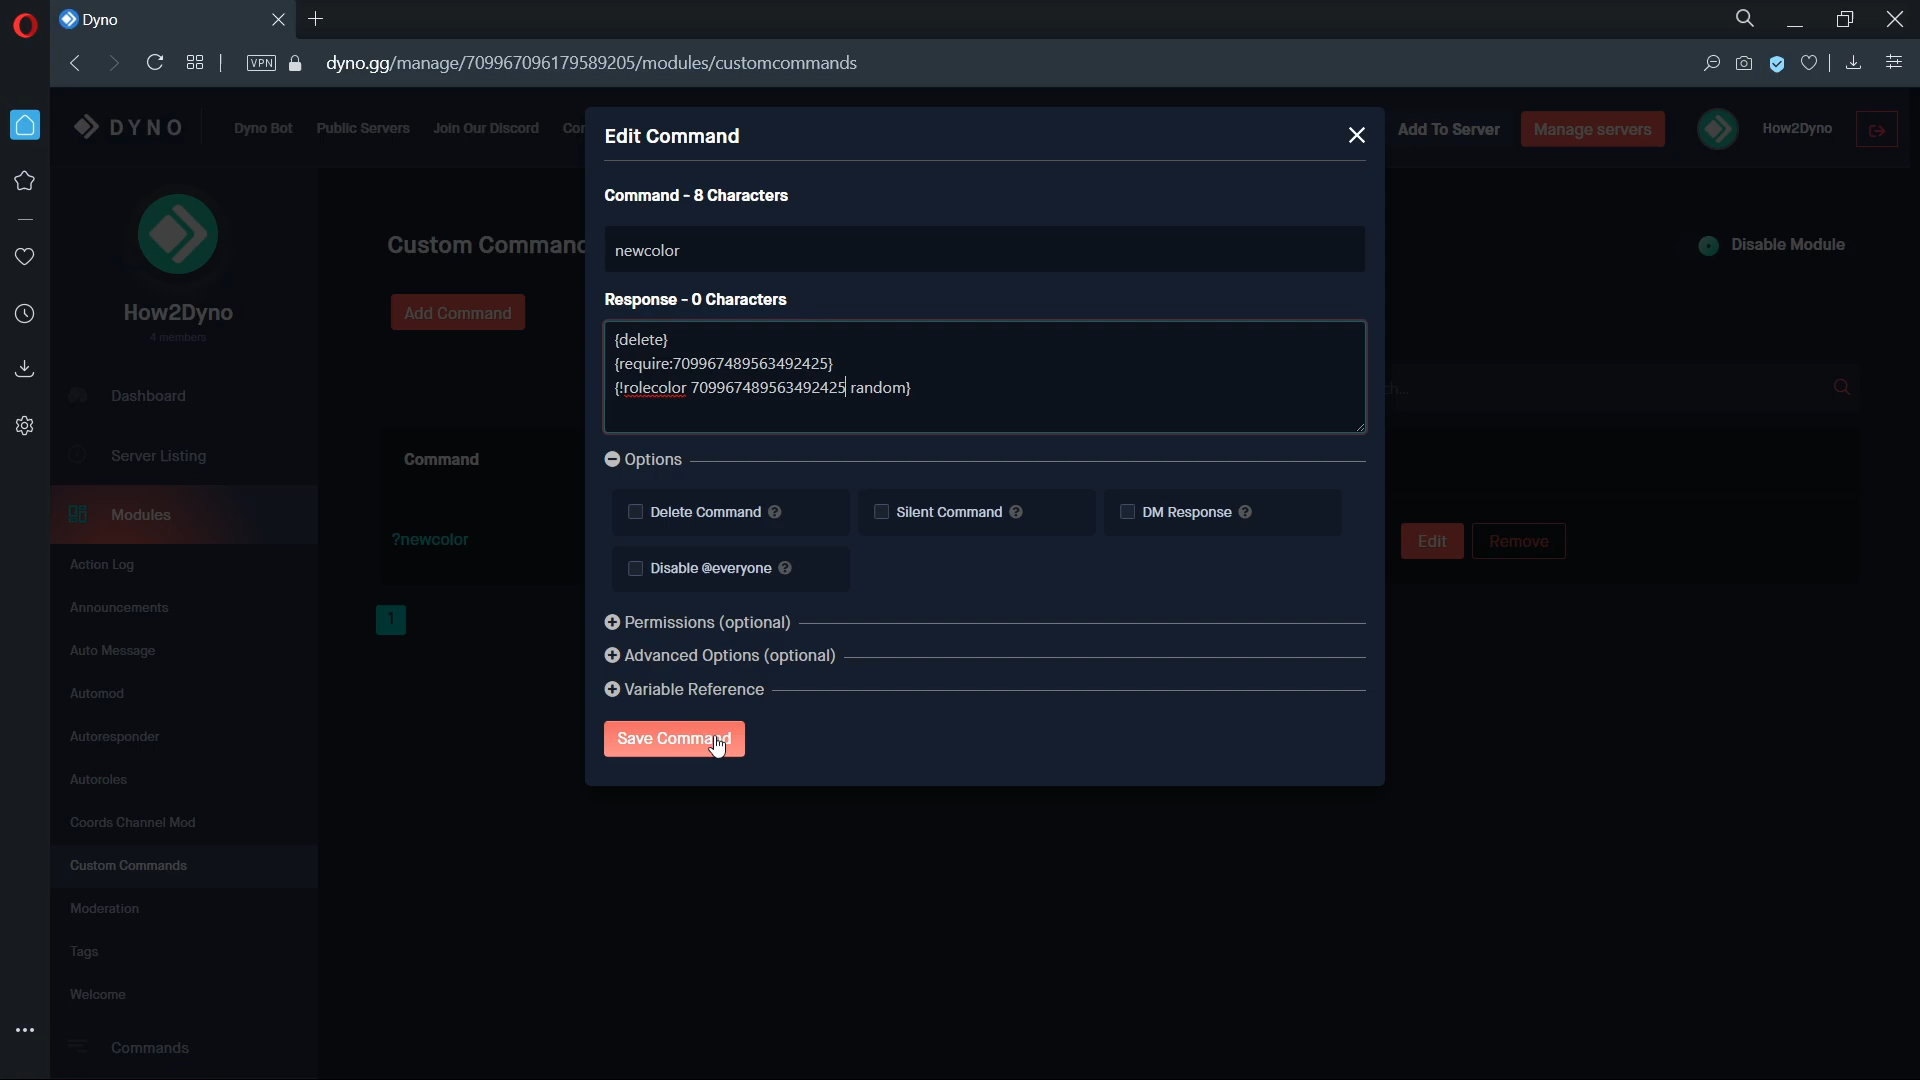 Dyno
VPN
dyno.gg/manage/709967096179589205/modules/customcommands
DYNO
Dyno Bot
Public Servers
Join Our Discord
Add To Server
Manage servers
How2Dyno
How2Dyno
4 members
Dashboard
Server Listing
Modules
Action Log
Announcements
Auto Message
Automod
Autoresponder
Autoroles
Coords Channel Mod
Custom Commands
Moderation
Tags
Welcome
Commands
Custom
Disable Module
Add Command
Command
?newcolor
Edit
Remove
1
Edit Command
Command - 8 Characters
newcolor
Response - 0 Characters
{delete}
{require:709967489563492425}
{!rolecolor 709967489563492425 random}
Options
Delete Command ?
Silent Command ?
DM Response ?
Disable @everyone ?
Permissions (optional)
Advanced Options (optional)
Variable Reference
Save Command